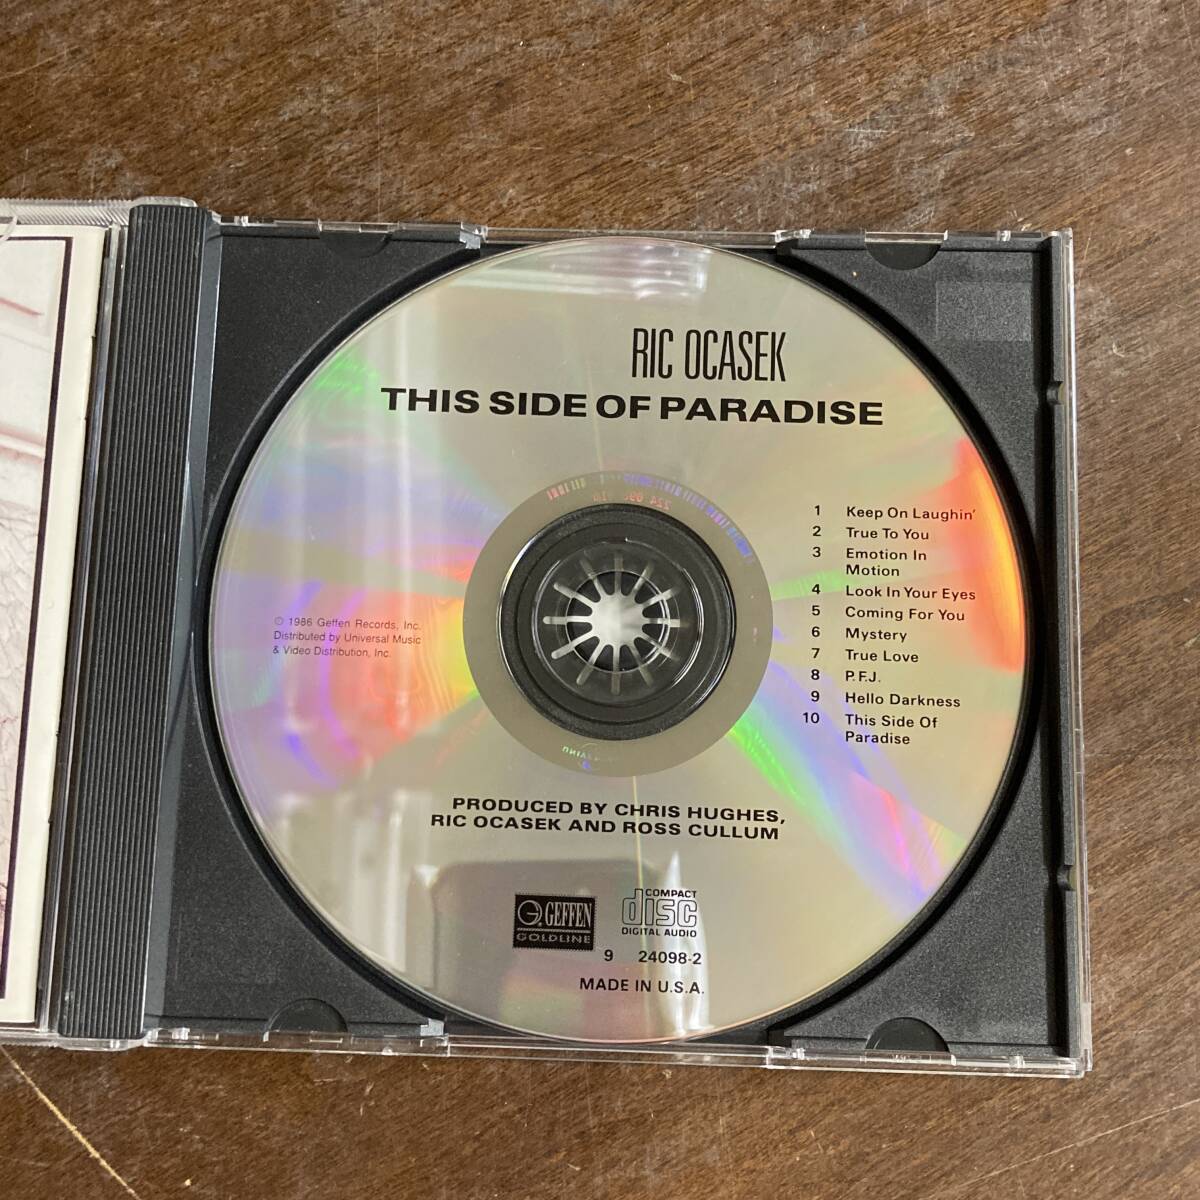 RIC OCASEK
THIS SIDE OF PARADISE
1 Keep On Laughin'
2 True To You
3 Emotion In
Motion
4 Look In Your Eyes
5 Coming For You
6 Mystery
7 True Love
8 P.F.J.
9 Hello Darkness
10 This Side Of
Paradise
© 1986 Geffen Records, Inc.
Distributed by Universal Music
& Video Distribution, Inc.
PRODUCED BY CHRIS HUGHES,
RIC OCASEK AND ROSS CULLUM
GEFFEN
GOLDLINE
COMPACT
disc
DIGITAL AUDIO
9 24098-2
MADE IN U.S.A.